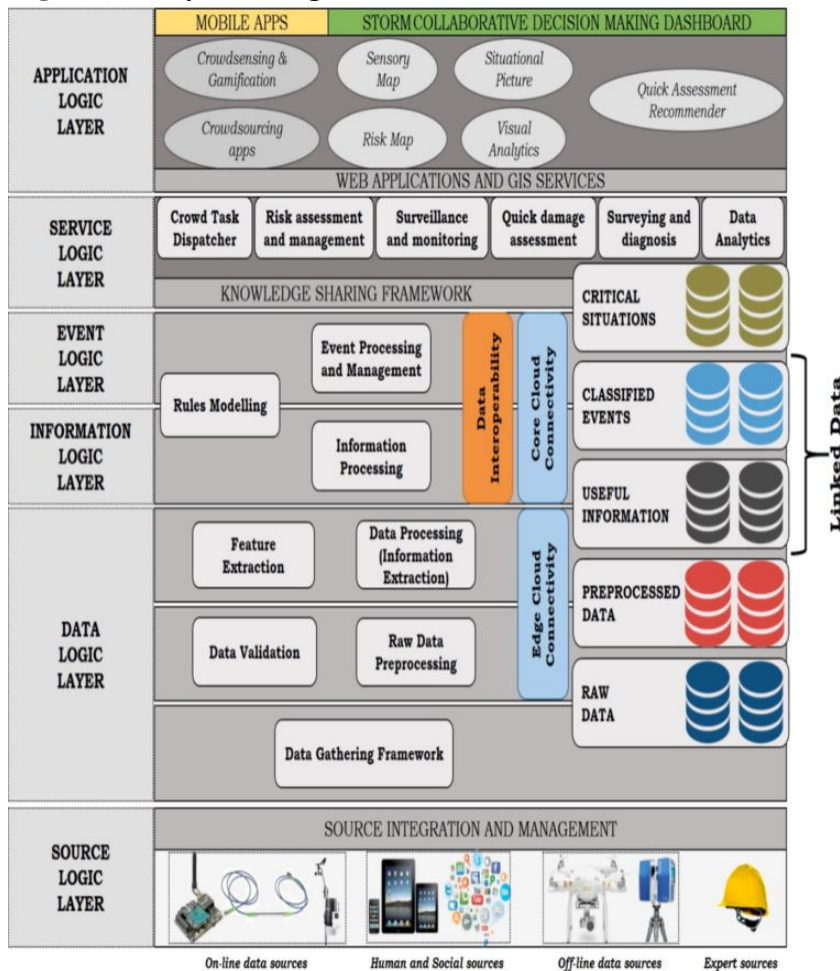 MOBILE APPS
STORM COLLABORATIVE DECISION MAKING DASHBOARD
APPLICATION
LOGIC
LAYER
Crowdsensing &
Gamification
Sensory
Map
Situational
Picture
Quick Assessment
Recommender
Crowdsourcing
apps
Risk Map
Visual
Analytics
WEB APPLICATIONS AND GIS SERVICES
SERVICE
LOGIC
LAYER
Crowd Task
Dispatcher
Risk assessment
and management
Surveillance
and monitoring
Quick damage
assessment
Surveying and
diagnosis
Data
Analytics
KNOWLEDGE SHARING FRAMEWORK
CRITICAL
SITUATIONS
EVENT
LOGIC
LAYER
Event Processing
and Management
Rules Modelling
Data
Interoperability
Core Cloud
Connectivity
CLASSIFIED
EVENTS
INFORMATION
LOGIC
LAYER
Information
Processing
USEFUL
INFORMATION
Linked Data
DATA
LOGIC
LAYER
Feature
Extraction
Data Processing
(Information
Extraction)
Edge Cloud
Connectivity
PREPROCESSED
DATA
Data Validation
Raw Data
Preprocessing
RAW
DATA
Data Gathering Framework
SOURCE
LOGIC
LAYER
SOURCE INTEGRATION AND MANAGEMENT
On-line data sources
Human and Social sources
Off-line data sources
Expert sources